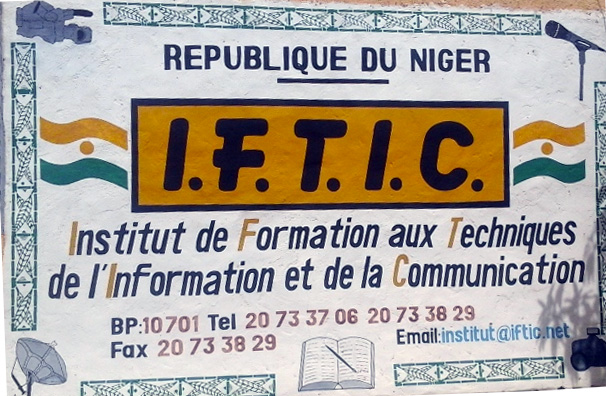 REPUBLIQUE DU NIGER
I.F.T.I.C.
Institut de Formation aux Techniques
de l'Information et de la Communication
BP:10701 Tel 20 73 37 06 20 73 38 29
Fax 20 73 38 29
Email:institut@iftic.net